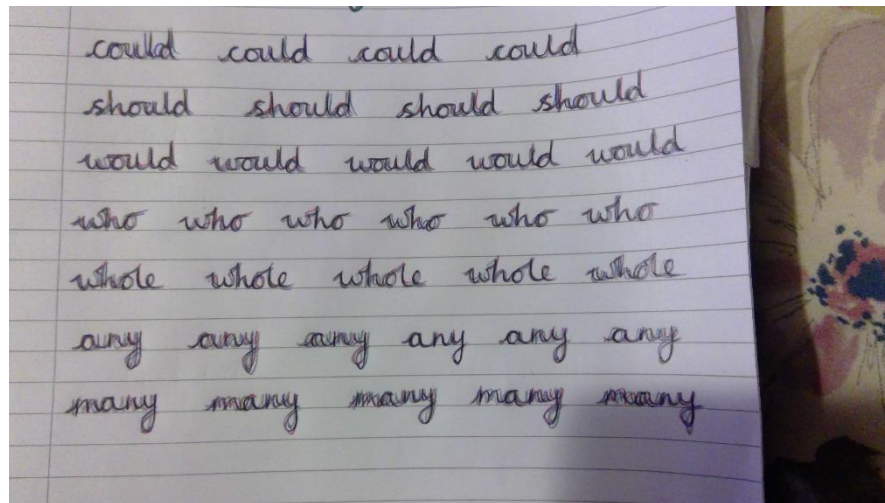 could could could could
should should should should
would would would would would
who who who who who who
whole whole whole whole whole
any any any any any any
many many many many many